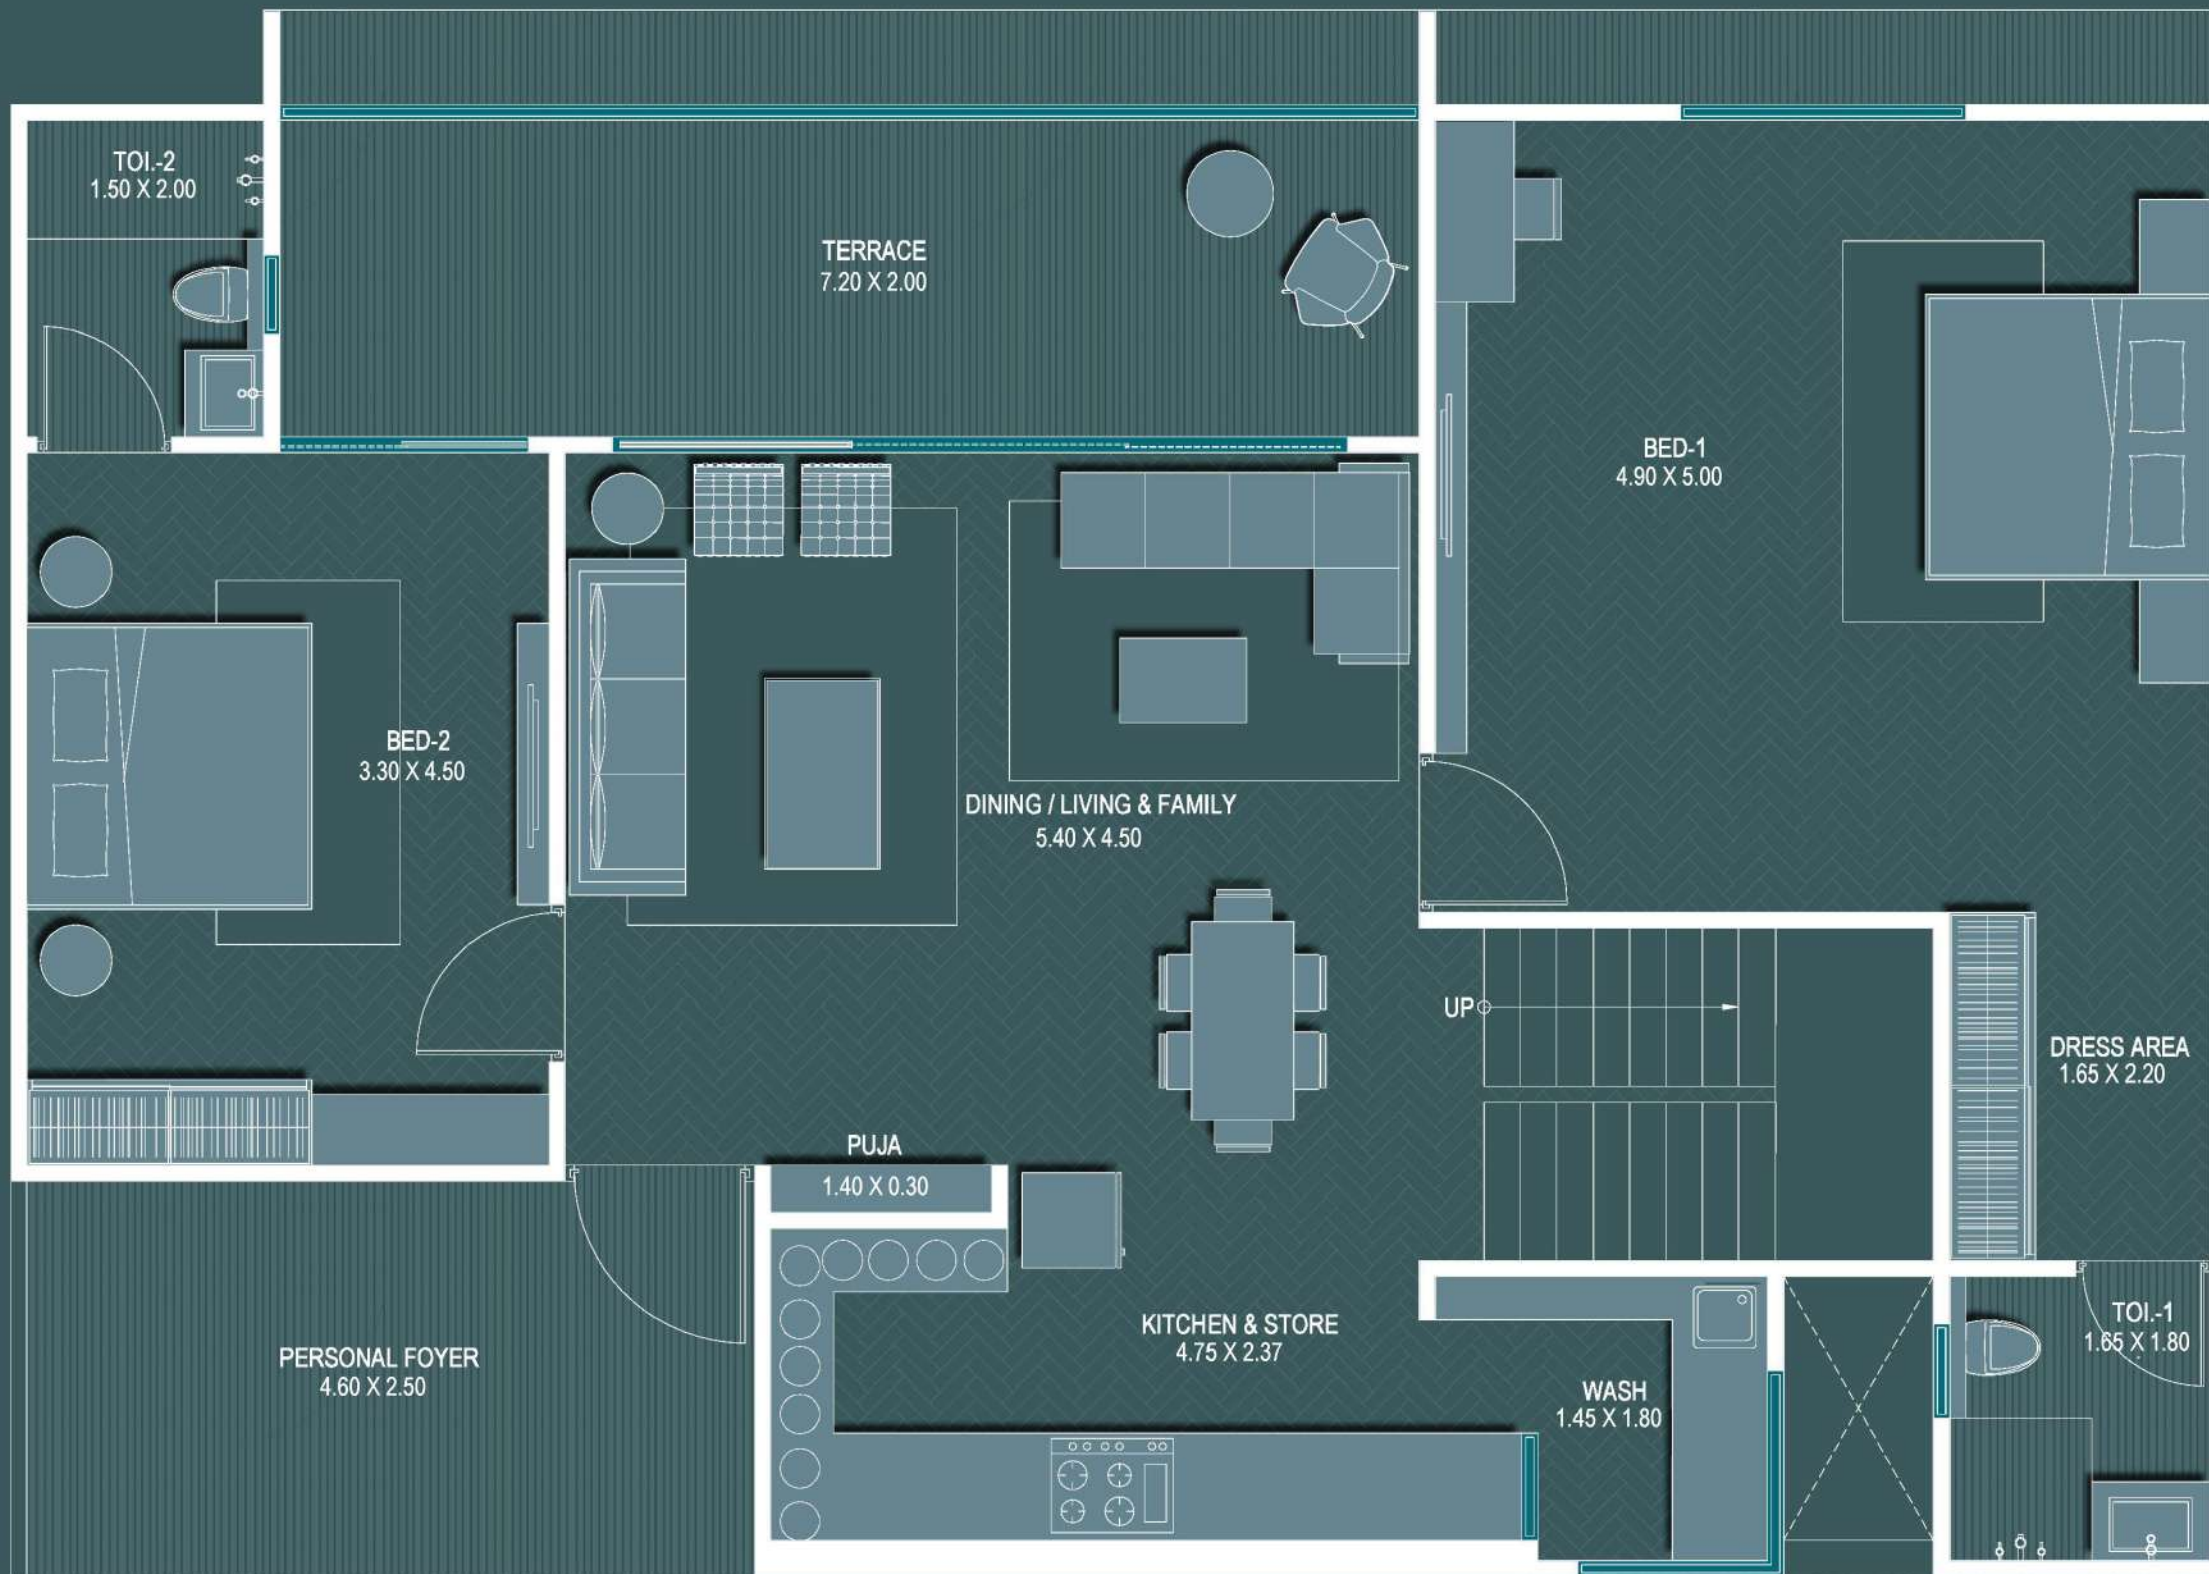 TOI.-2
1.50 X 2.00
TERRACE
7.20 X 2.00
BED-1
4.90 X 5.00
BED-2
3.30 X 4.50
DINING / LIVING & FAMILY
5.40 X 4.50
UP
DRESS AREA
1.65 X 2.20
PUJA
1.40 X 0.30
PERSONAL FOYER
4.60 X 2.50
KITCHEN & STORE
4.75 X 2.37
WASH
1.45 X 1.80
TOI.-1
1.65 X 1.80